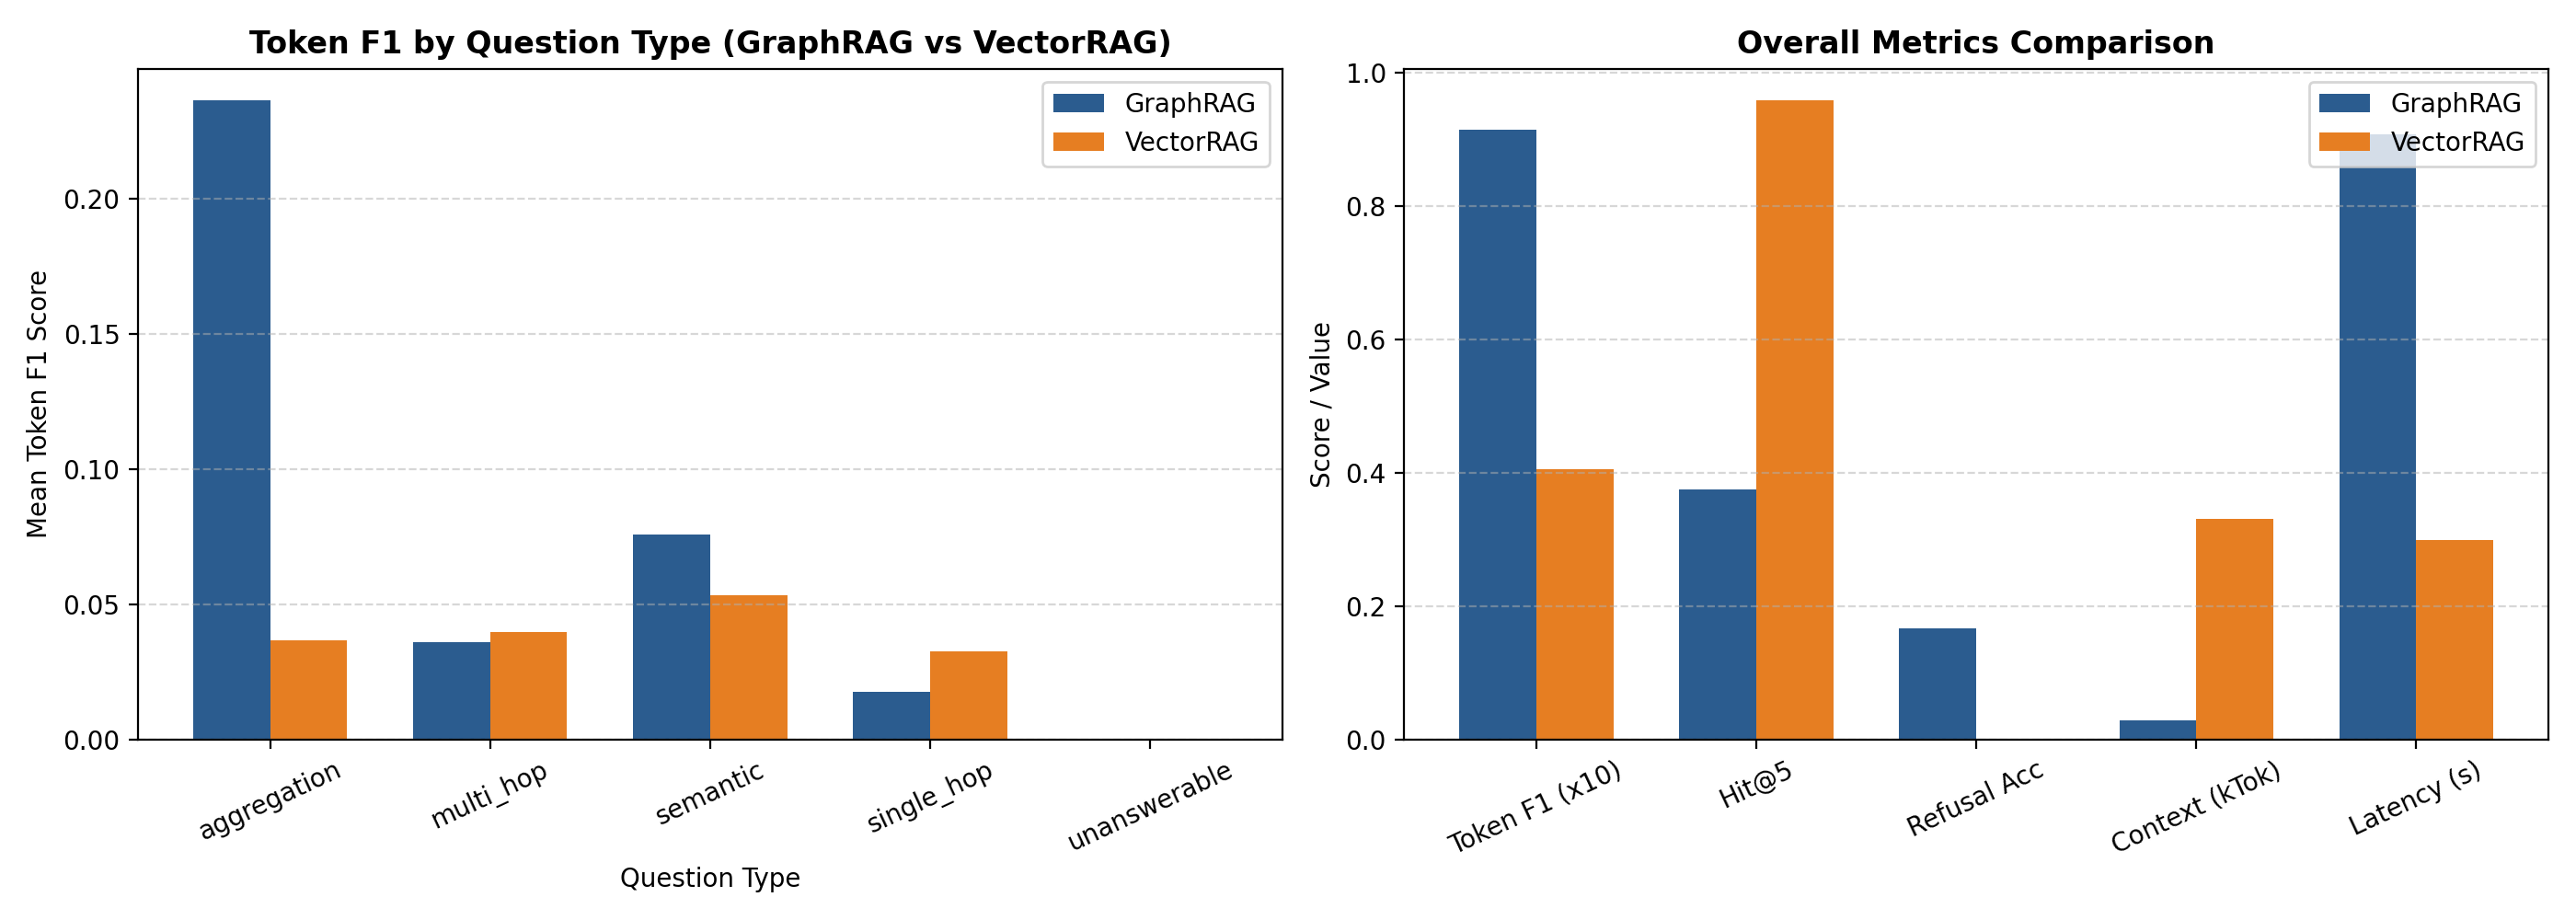 Token F1 by Question Type (GraphRAG vs VectorRAG)
GraphRAG
VectorRAG
Mean Token F1 Score
0.20
0.15
0.10
0.05
0.00
aggregation
multi_hop
semantic
single_hop
unanswerable
Question Type
Overall Metrics Comparison
GraphRAG
VectorRAG
Score / Value
1.0
0.8
0.6
0.4
0.2
0.0
Token F1 (x10)
Hit@5
Refusal Acc
Context (kTok)
Latency (s)